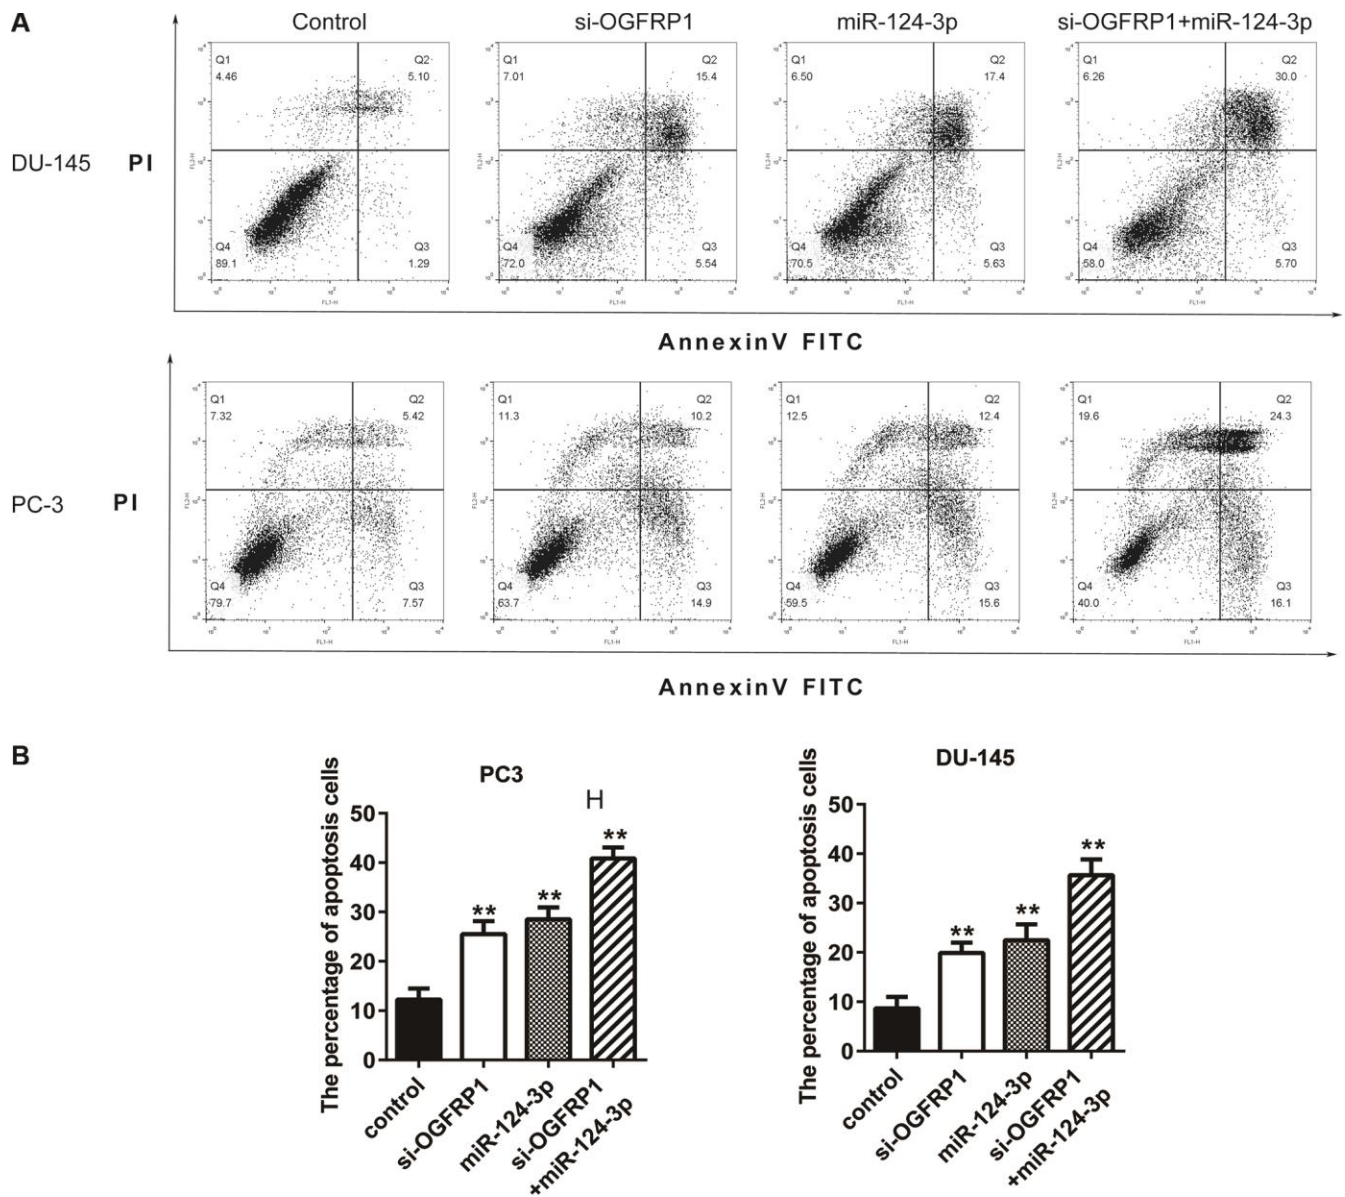 A
Control si-OGFRP1 miR-124-3p si-OGFRP1+miR-124-3p
Q1 Q2 Q1 Q2 Q1 Q2 Q1 Q2
4.46 5.10 7.01 15.4 6.50 17.4 6.26 30.0
DU-145 PI
Q4 Q3 Q4 Q3 Q4 Q3 Q4 Q3
89.1 1.29 72.0 5.54 70.5 5.63 58.0 5.70
FL1-H FL1-H FL1-H FL1-H
AnnexinV FITC
Q1 Q2 Q1 Q2 Q1 Q2 Q1 Q2
7.32 5.42 11.3 10.2 12.5 12.4 19.6 24.3
PC-3 PI
Q4 Q3 Q4 Q3 Q4 Q3 Q4 Q3
79.7 7.57 63.7 14.9 59.5 15.6 40.0 16.1
FL1-H FL1-H FL1-H FL1-H
AnnexinV FITC
B
PC3
H
The percentage of apoptosis cells
50
40
30
20
10
0
** ** **
control
si-OGFRP1
miR-124-3p
si-OGFRP1
+miR-124-3p
DU-145
The percentage of apoptosis cells
50
40
30
20
10
0
** ** **
control
si-OGFRP1
miR-124-3p
si-OGFRP1
+miR-124-3p